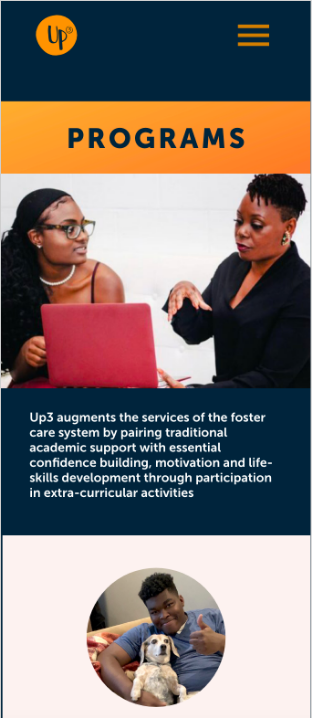 Up3
PROGRAMS
Up3 augments the services of the foster
care system by pairing traditional
academic support with essential
confidence building, motivation and life-
skills development through participation
in extra-curricular activities